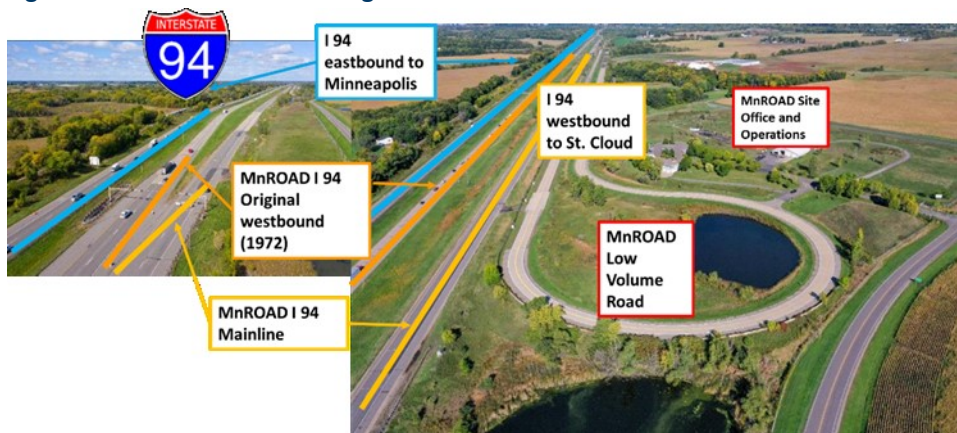 INTERSTATE
94
I 94
eastbound to
Minneapolis
I 94
westbound
to St. Cloud
MnROAD Site
Office and
Operations
MnROAD I 94
Original
westbound
(1972)
MnROAD
Low
Volume
Road
MnROAD I 94
Mainline